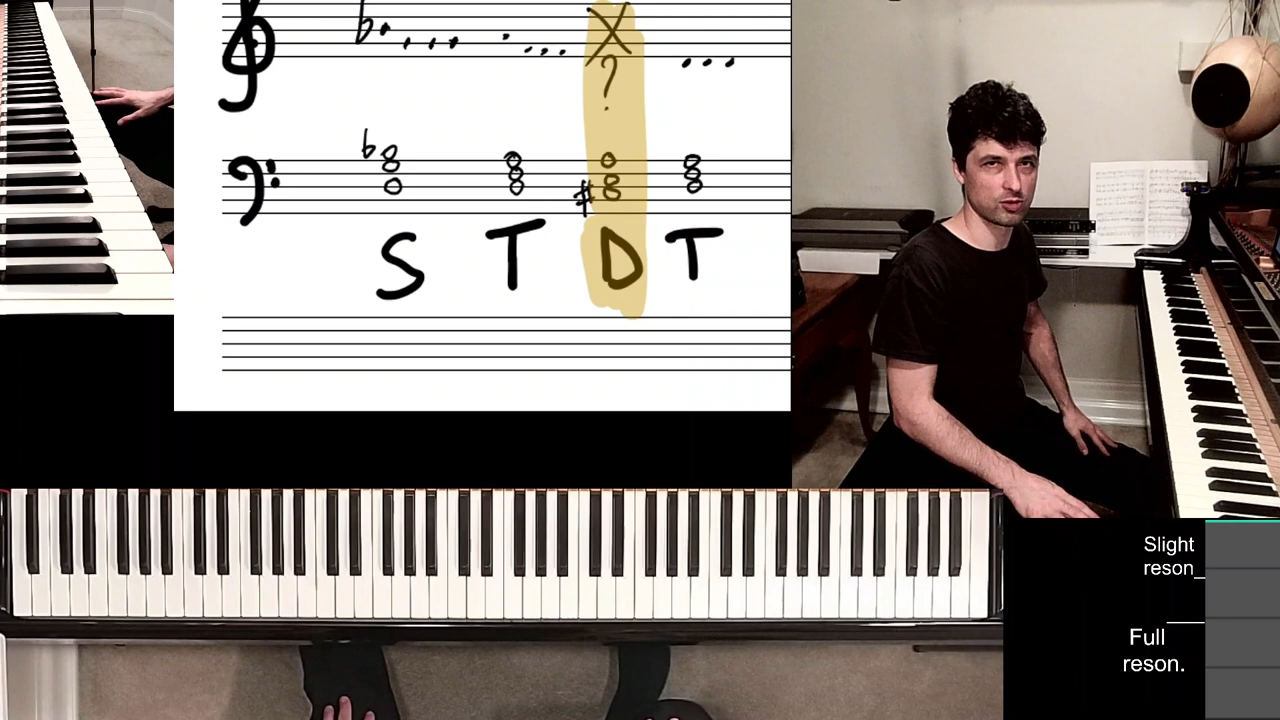 ?
S T D T
Slight
reson_
Full
reson.